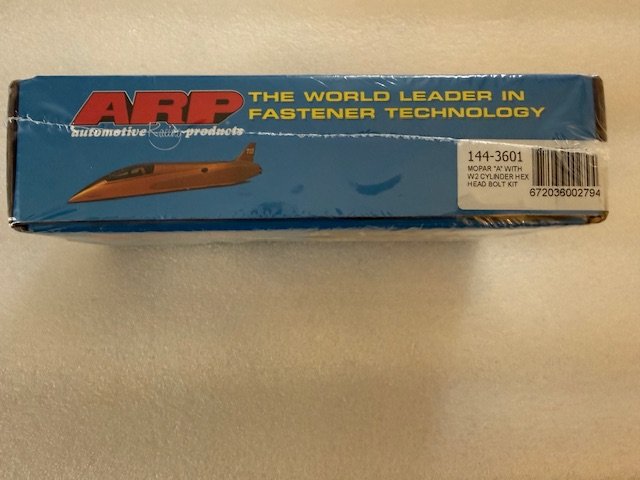 ARP
automotive Racing products
THE WORLD LEADER IN
FASTENER TECHNOLOGY
144-3601
MOPAR "A" WITH
W2 CYLINDER HEX
HEAD BOLT KIT
672036002794